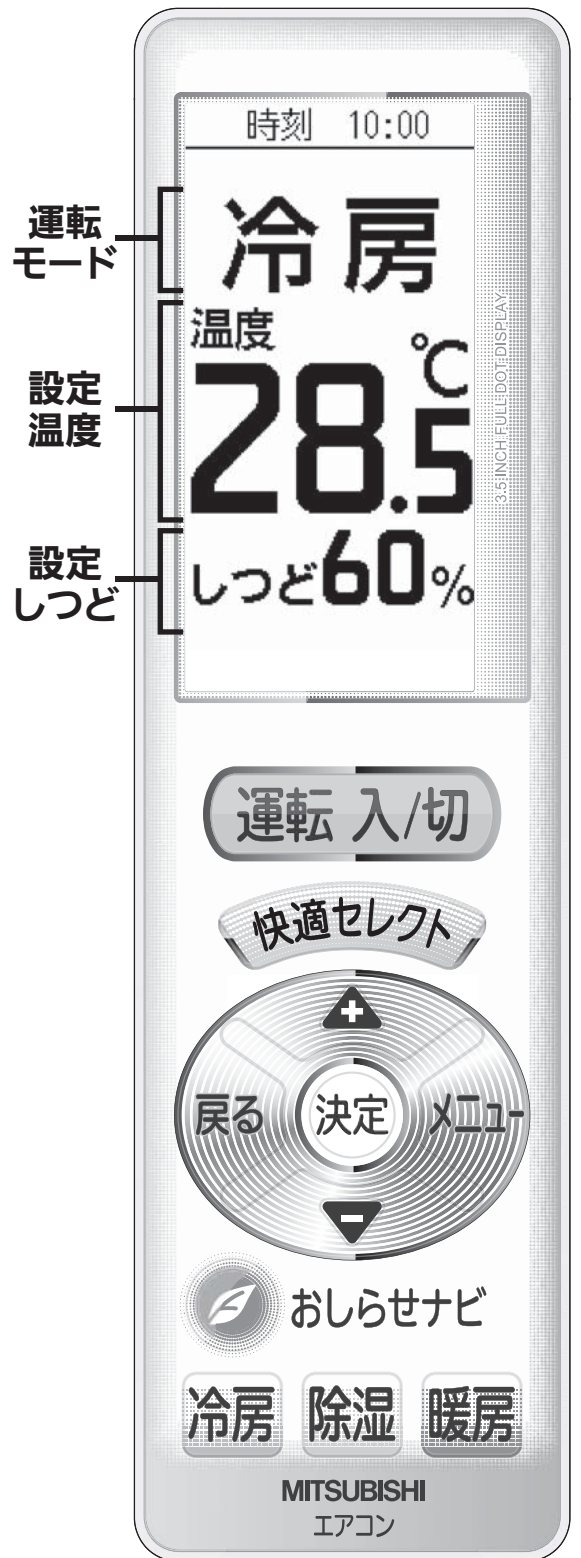 時刻 10:00
運転
モード
冷房
設定
温度
温度
28.5℃
設定
しつど
しつど60%
3.5 INCH FULL DOT DISPLAY
運転 入/切
快適セレクト
戻る
決定
メニュー
おしらせナビ
冷房
除湿
暖房
MITSUBISHI
エアコン